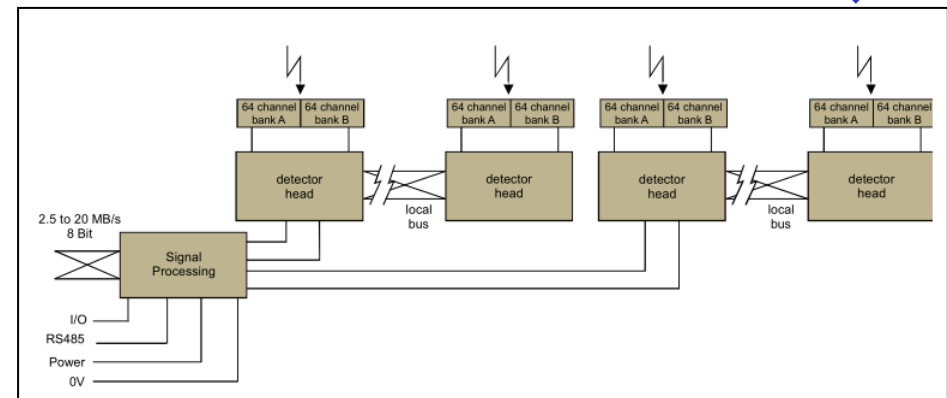 64 channel
bank A
64 channel
bank B
64 channel
bank A
64 channel
bank B
64 channel
bank A
64 channel
bank B
64 channel
bank A
64 channel
bank B
detector
head
detector
head
detector
head
detector
head
local
bus
local
bus
2.5 to 20 MB/s
8 Bit
Signal
Processing
I/O
RS485
Power
0V